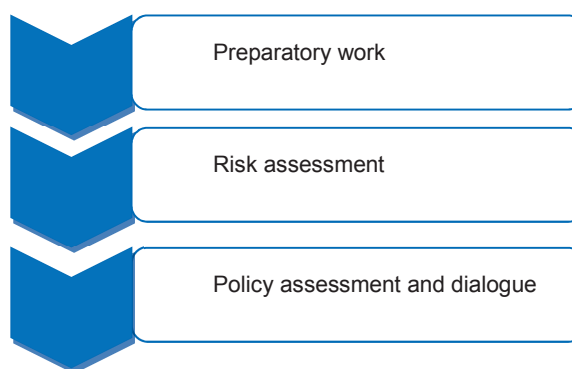 Preparatory work
Risk assessment
Policy assessment and dialogue